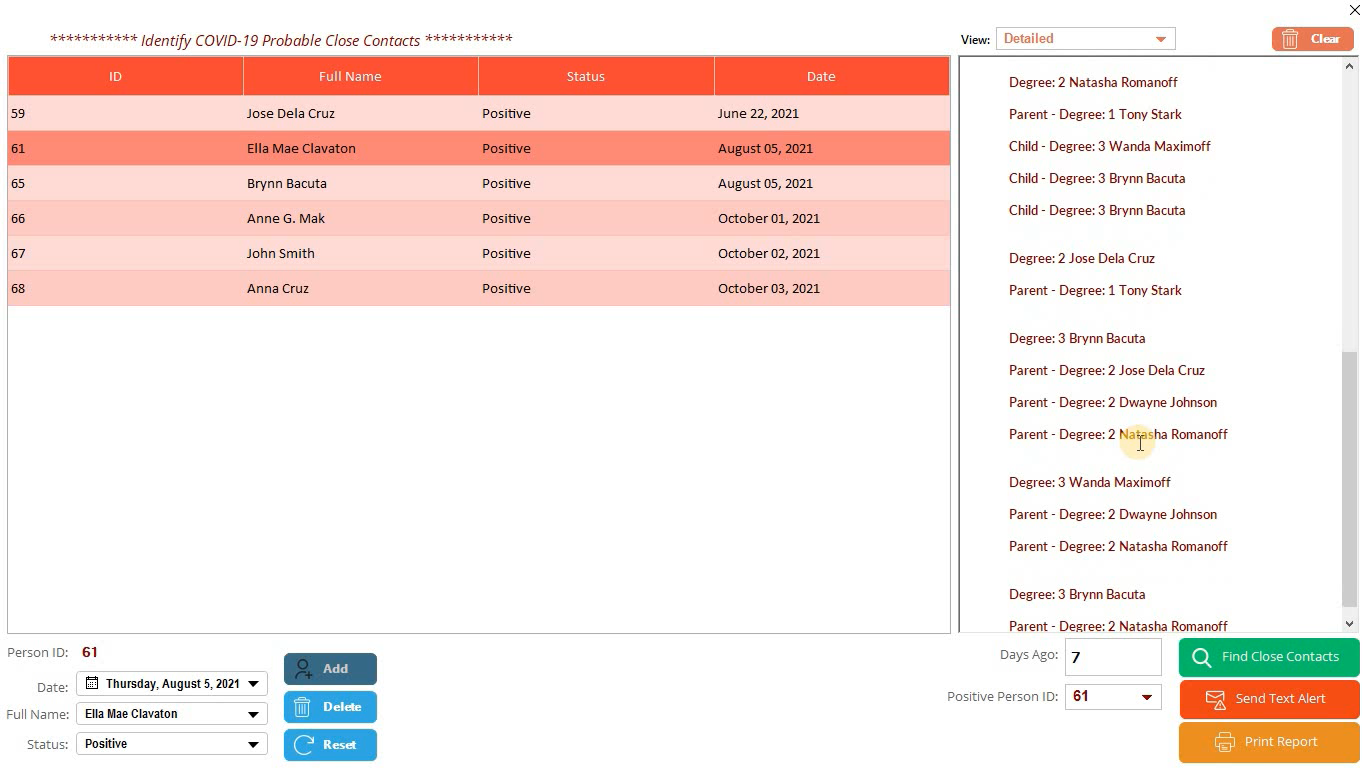 *********** Identify COVID-19 Probable Close Contacts ***********
View: Detailed
Clear
ID Full Name Status Date
59 Jose Dela Cruz Positive June 22, 2021
61 Ella Mae Clavaton Positive August 05, 2021
65 Brynn Bacuta Positive August 05, 2021
66 Anne G. Mak Positive October 01, 2021
67 John Smith Positive October 02, 2021
68 Anna Cruz Positive October 03, 2021
Degree: 2 Natasha Romanoff
Parent - Degree: 1 Tony Stark
Child - Degree: 3 Wanda Maximoff
Child - Degree: 3 Brynn Bacuta
Child - Degree: 3 Brynn Bacuta
Degree: 2 Jose Dela Cruz
Parent - Degree: 1 Tony Stark
Degree: 3 Brynn Bacuta
Parent - Degree: 2 Jose Dela Cruz
Parent - Degree: 2 Dwayne Johnson
Parent - Degree: 2 Natasha Romanoff
Degree: 3 Wanda Maximoff
Parent - Degree: 2 Dwayne Johnson
Parent - Degree: 2 Natasha Romanoff
Degree: 3 Brynn Bacuta
Parent - Degree: 2 Natasha Romanoff
Person ID: 61
Date: Thursday, August 5, 2021
Full Name: Ella Mae Clavaton
Status: Positive
Add
Delete
Reset
Days Ago: 7
Positive Person ID: 61
Find Close Contacts
Send Text Alert
Print Report